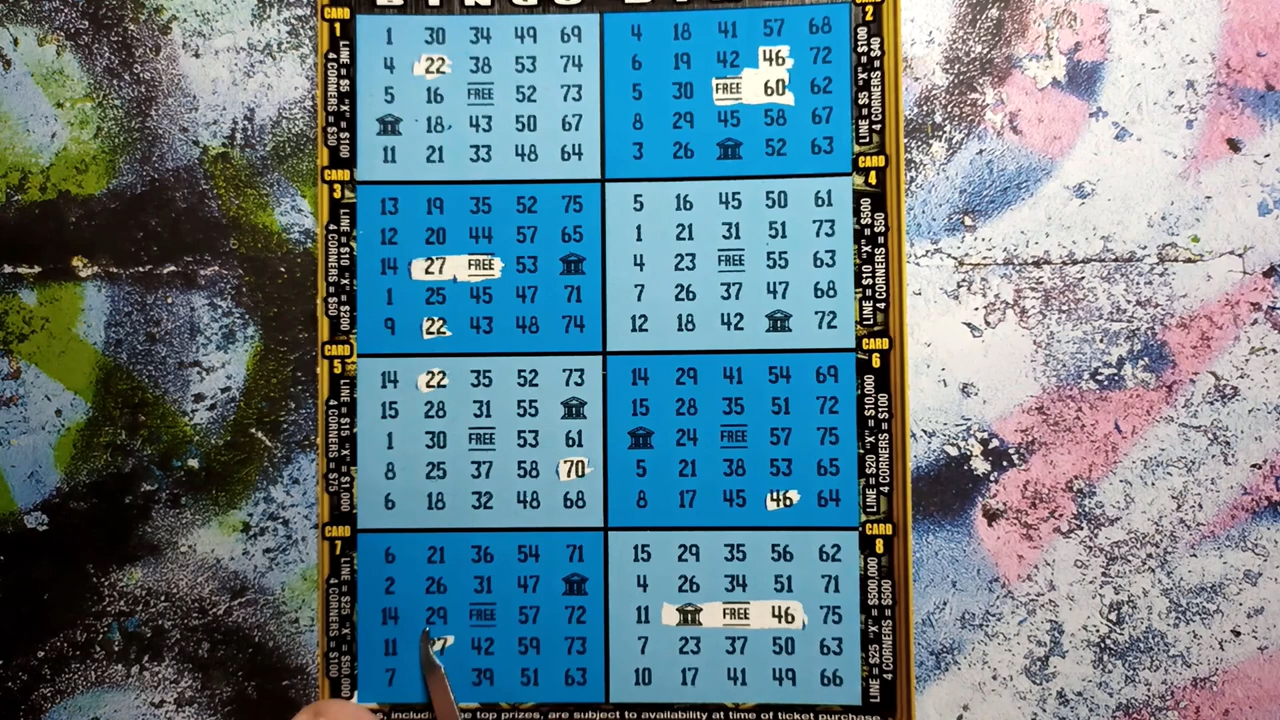 CARD 1
LINE = $5 "X" = $100
4 CORNERS = $30
1 30 34 49 69
4 22 38 53 74
5 16 FREE 52 73
18 43 50 67
11 21 33 48 64
CARD 2
LINE = $5 "X" = $100
4 CORNERS = $40
4 18 41 57 68
6 19 42 46 72
5 30 FREE 60 62
8 29 45 58 67
3 26 52 63
CARD 3
LINE = $10 "X" = $200
4 CORNERS = $50
13 19 35 52 75
12 20 44 57 65
14 27 FREE 53
1 25 45 47 71
9 22 43 48 74
CARD 4
LINE = $10 "X" = $500
4 CORNERS = $50
5 16 45 50 61
1 21 31 51 73
4 23 FREE 55 63
7 26 37 47 68
12 18 42 72
CARD 5
LINE = $15 "X" = $1,000
4 CORNERS = $75
14 22 35 52 73
15 28 31 55
1 30 FREE 53 61
8 25 37 58 70
6 18 32 48 68
CARD 6
LINE = $20 "X" = $10,000
4 CORNERS = $100
14 29 41 54 69
15 28 35 51 72
24 FREE 57 75
5 21 38 53 65
8 17 45 46 64
CARD 7
LINE = $25 "X" = $50,000
4 CORNERS = $100
6 21 36 54 71
2 26 31 47
14 29 FREE 57 72
11 42 59 73
7 39 51 63
CARD 8
LINE = $25 "X" = $500,000
4 CORNERS = $500
15 29 35 56 62
4 26 34 51 71
11 FREE 46 75
7 23 37 50 63
10 17 41 49 66
top prizes, are subject to availability at time of ticket purchase